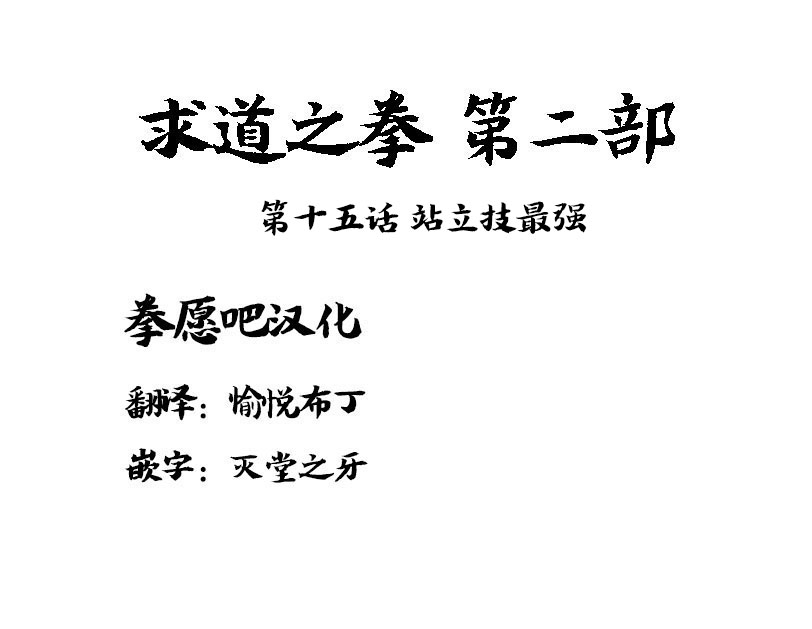 求道之拳 第二部
第十五话 站立技最强
拳愿吧汉化
翻译：愉悦布丁
嵌字：灭堂之牙